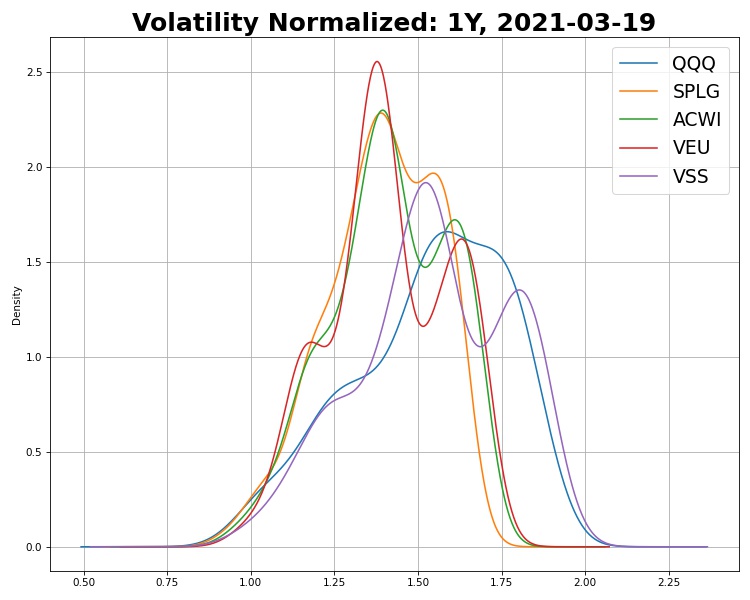 Volatility Normalized: 1Y, 2021-03-19
QQQ
SPLG
ACWI
VEU
VSS
Density
2.5
2.0
1.5
1.0
0.5
0.0
0.50 0.75 1.00 1.25 1.50 1.75 2.00 2.25